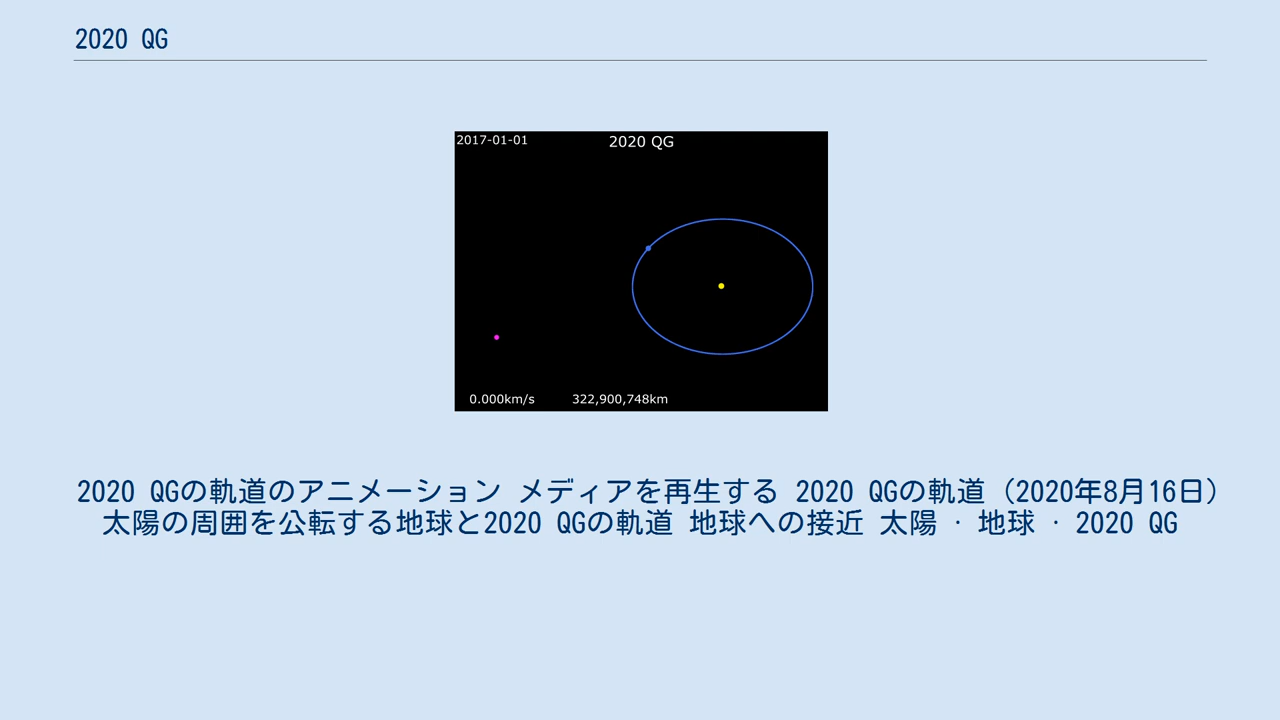 2020 QG
2017-01-01
2020 QG
0.000km/s
322,900,748km
2020 QGの軌道のアニメーション メディアを再生する 2020 QGの軌道（2020年8月16日）
太陽の周囲を公転する地球と2020 QGの軌道 地球への接近 太陽 · 地球 · 2020 QG